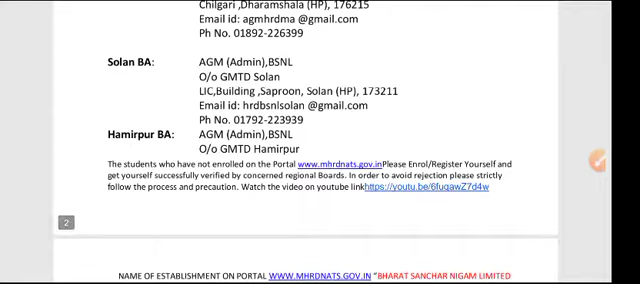 Chilgari ,Dharamshala (HP), 176215
Email id: agmhrdma @gmail.com
Ph No. 01892-226399
Solan BA: AGM (Admin),BSNL
O/o GMTD Solan
LIC,Building ,Saproon, Solan (HP), 173211
Email id: hrdbsnlsolan @gmail.com
Ph No. 01792-223939
Hamirpur BA: AGM (Admin),BSNL
O/o GMTD Hamirpur
The students who have not enrolled on the Portal www.mhrdnats.gov.inPlease Enrol/Register Yourself and
get yourself successfully verified by concerned regional Boards. In order to avoid rejection please strictly
follow the process and precaution. Watch the video on youtube linkhttps://youtu.be/6fuqawZ7d4w
2
NAME OF ESTABLISHMENT ON PORTAL WWW.MHRDNATS.GOV.IN "BHARAT SANCHAR NIGAM LIMITED